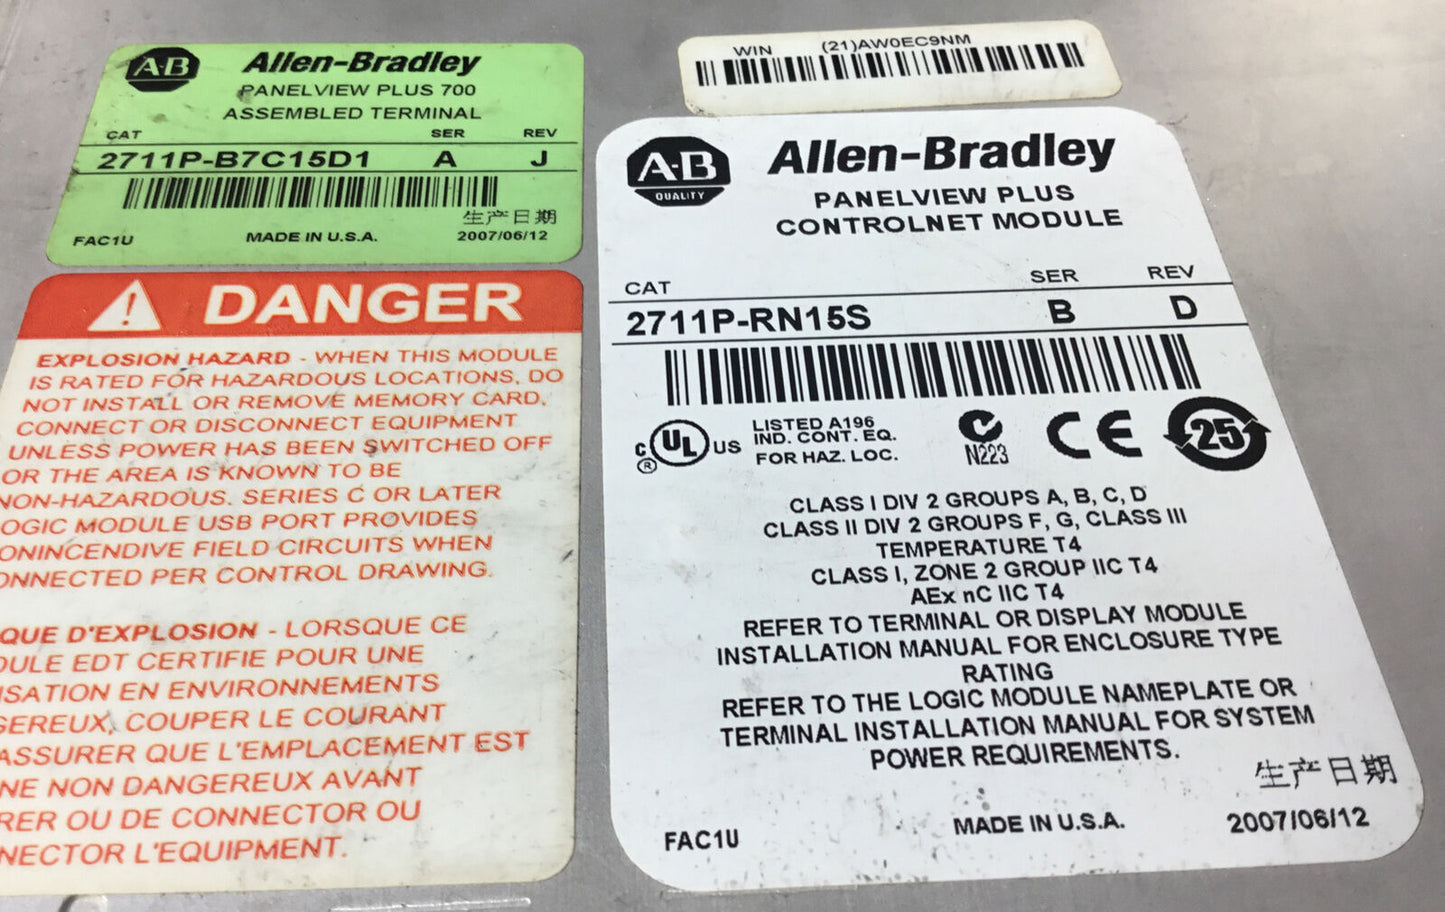 A-B
Allen-Bradley
PANELVIEW PLUS 700
ASSEMBLED TERMINAL
CAT SER REV
2711P-B7C15D1 A J
生产日期
FAC1U MADE IN U.S.A. 2007/06/12
DANGER
EXPLOSION HAZARD - WHEN THIS MODULE
IS RATED FOR HAZARDOUS LOCATIONS, DO
NOT INSTALL OR REMOVE MEMORY CARD,
CONNECT OR DISCONNECT EQUIPMENT
UNLESS POWER HAS BEEN SWITCHED OFF
OR THE AREA IS KNOWN TO BE
NON-HAZARDOUS. SERIES C OR LATER
OGIC MODULE USB PORT PROVIDES
ONINCENDIVE FIELD CIRCUITS WHEN
ONNECTED PER CONTROL DRAWING.
QUE D'EXPLOSION - LORSQUE CE
DULE EDT CERTIFIE POUR UNE
ISATION EN ENVIRONNEMENTS
GEREUX, COUPER LE COURANT
ASSURER QUE L'EMPLACEMENT EST
NE NON DANGEREUX AVANT
RER OU DE CONNECTOR OU
NNECTOR L'EQUIPMENT.
WIN (21)AW0EC9NM
A-B
QUALITY
Allen-Bradley
PANELVIEW PLUS
CONTROLNET MODULE
CAT SER REV
2711P-RN15S B D
C UL US
®
LISTED A196
IND. CONT. EQ.
FOR HAZ. LOC.
N223
CE
25
CLASS I DIV 2 GROUPS A, B, C, D
CLASS II DIV 2 GROUPS F, G, CLASS III
TEMPERATURE T4
CLASS I, ZONE 2 GROUP IIC T4
AEx nC IIC T4
REFER TO TERMINAL OR DISPLAY MODULE
INSTALLATION MANUAL FOR ENCLOSURE TYPE
RATING
REFER TO THE LOGIC MODULE NAMEPLATE OR
TERMINAL INSTALLATION MANUAL FOR SYSTEM
POWER REQUIREMENTS.
生产日期
FAC1U MADE IN U.S.A. 2007/06/12